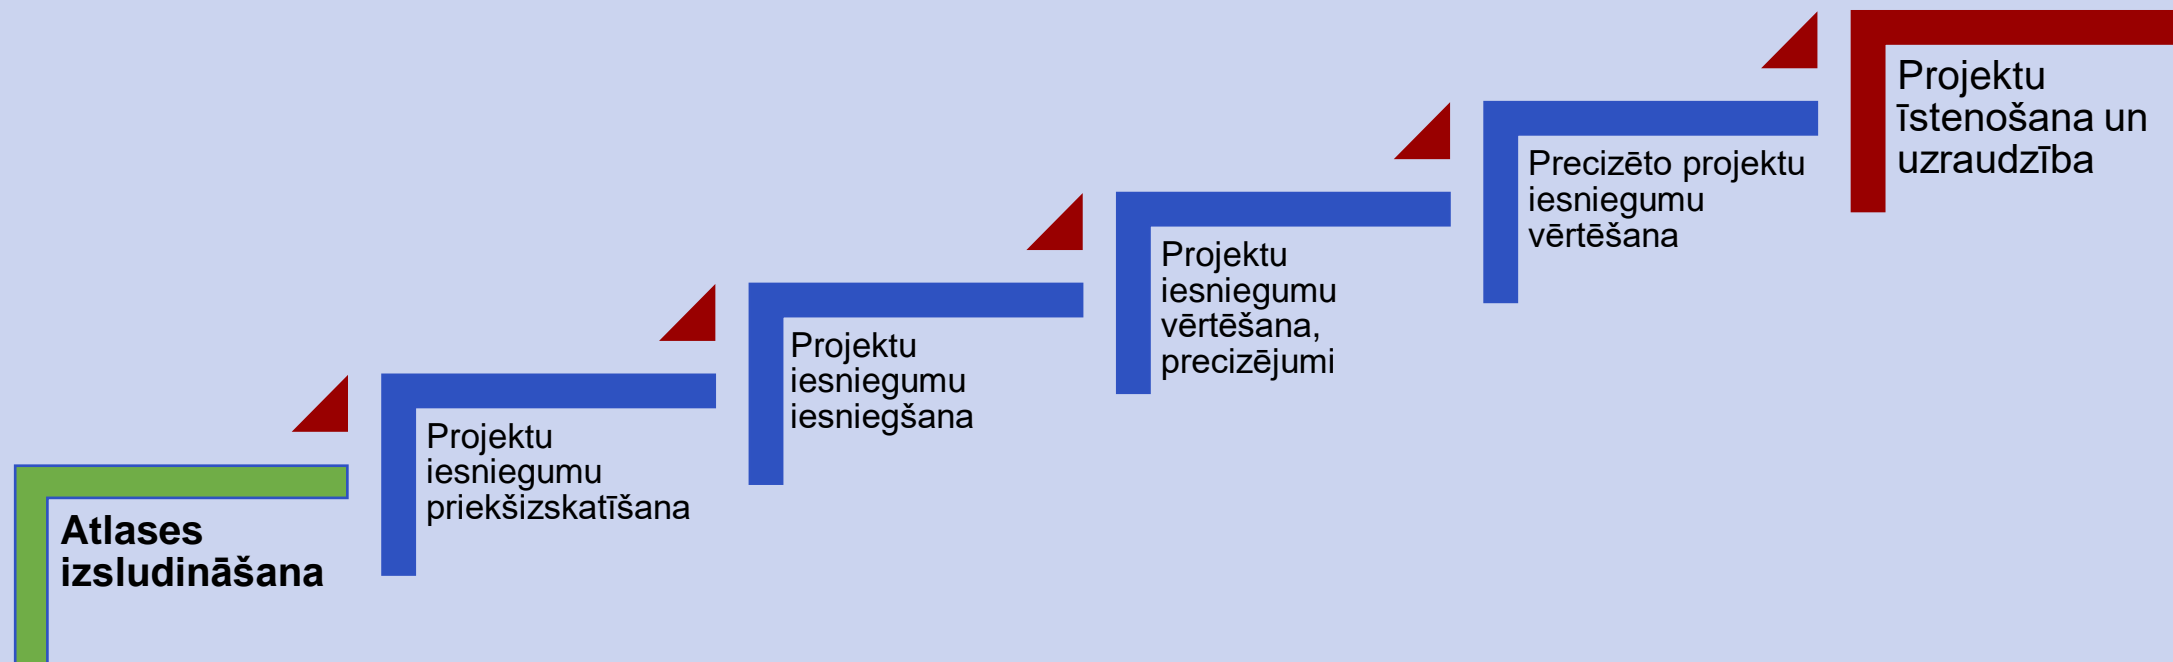 Atlases
izsludināšana
Projektu
iesniegumu
priekšizskatīšana
Projektu
iesniegumu
iesniegšana
Projektu
iesniegumu
vērtēšana,
precizējumi
Precizēto projektu
iesniegumu
vērtēšana
Projektu
īstenošana un
uzraudzība